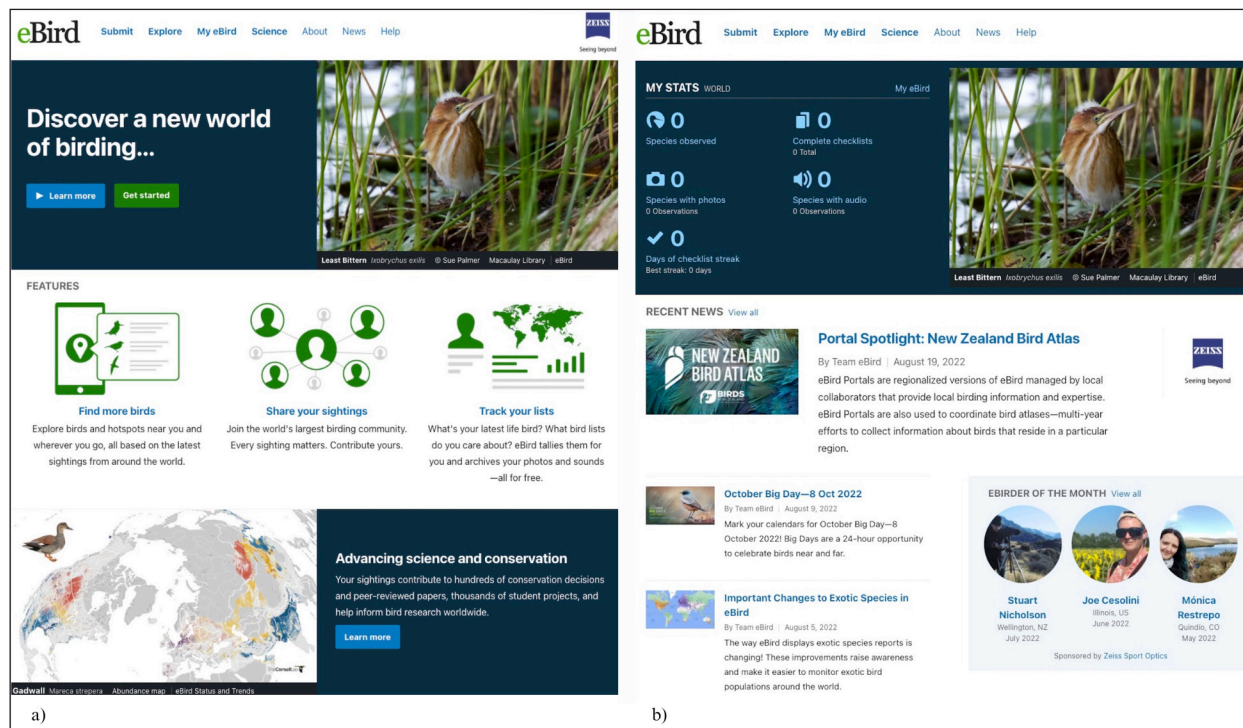 eBird Submit Explore My eBird Science About News Help
ZEISS
Seeing beyond
Discover a new world
of birding...
Learn more Get started
Least Bittern Ixobrychus exilis © Sue Palmer Macaulay Library eBird
FEATURES
Find more birds
Explore birds and hotspots near you and
wherever you go, all based on the latest
sightings from around the world.
Share your sightings
Join the world's largest birding community.
Every sighting matters. Contribute yours.
Track your lists
What's your latest life bird? What bird lists
do you care about? eBird tallies them for
you and archives your photos and sounds
—all for free.
TheCornellLab
Gadwall Mareca strepera Abundance map eBird Status and Trends
Advancing science and conservation
Your sightings contribute to hundreds of conservation decisions
and peer-reviewed papers, thousands of student projects, and
help inform bird research worldwide.
Learn more
a)
eBird Submit Explore My eBird Science About News Help
MY STATS WORLD My eBird
0
Species observed
0
Complete checklists
0 Total
0
Species with photos
0 Observations
0
Species with audio
0 Observations
0
Days of checklist streak
Best streak: 0 days
Least Bittern Ixobrychus exilis © Sue Palmer Macaulay Library eBird
RECENT NEWS View all
NEW ZEALAND
BIRD ATLAS
BIRDS
Portal Spotlight: New Zealand Bird Atlas
By Team eBird August 19, 2022
eBird Portals are regionalized versions of eBird managed by local
collaborators that provide local birding information and expertise.
eBird Portals are also used to coordinate bird atlases—multi-year
efforts to collect information about birds that reside in a particular
region.
ZEISS
Seeing beyond
October Big Day—8 Oct 2022
By Team eBird August 9, 2022
Mark your calendars for October Big Day—8
October 2022! Big Days are a 24-hour opportunity
to celebrate birds near and far.
Important Changes to Exotic Species in
eBird
By Team eBird August 5, 2022
The way eBird displays exotic species reports is
changing! These improvements raise awareness
and make it easier to monitor exotic bird
populations around the world.
EBIRDER OF THE MONTH View all
Stuart
Nicholson
Wellington, NZ
July 2022
Joe Cesolini
Illinois, US
June 2022
Mónica
Restrepo
Quindío, CO
May 2022
Sponsored by Zeiss Sport Optics
b)